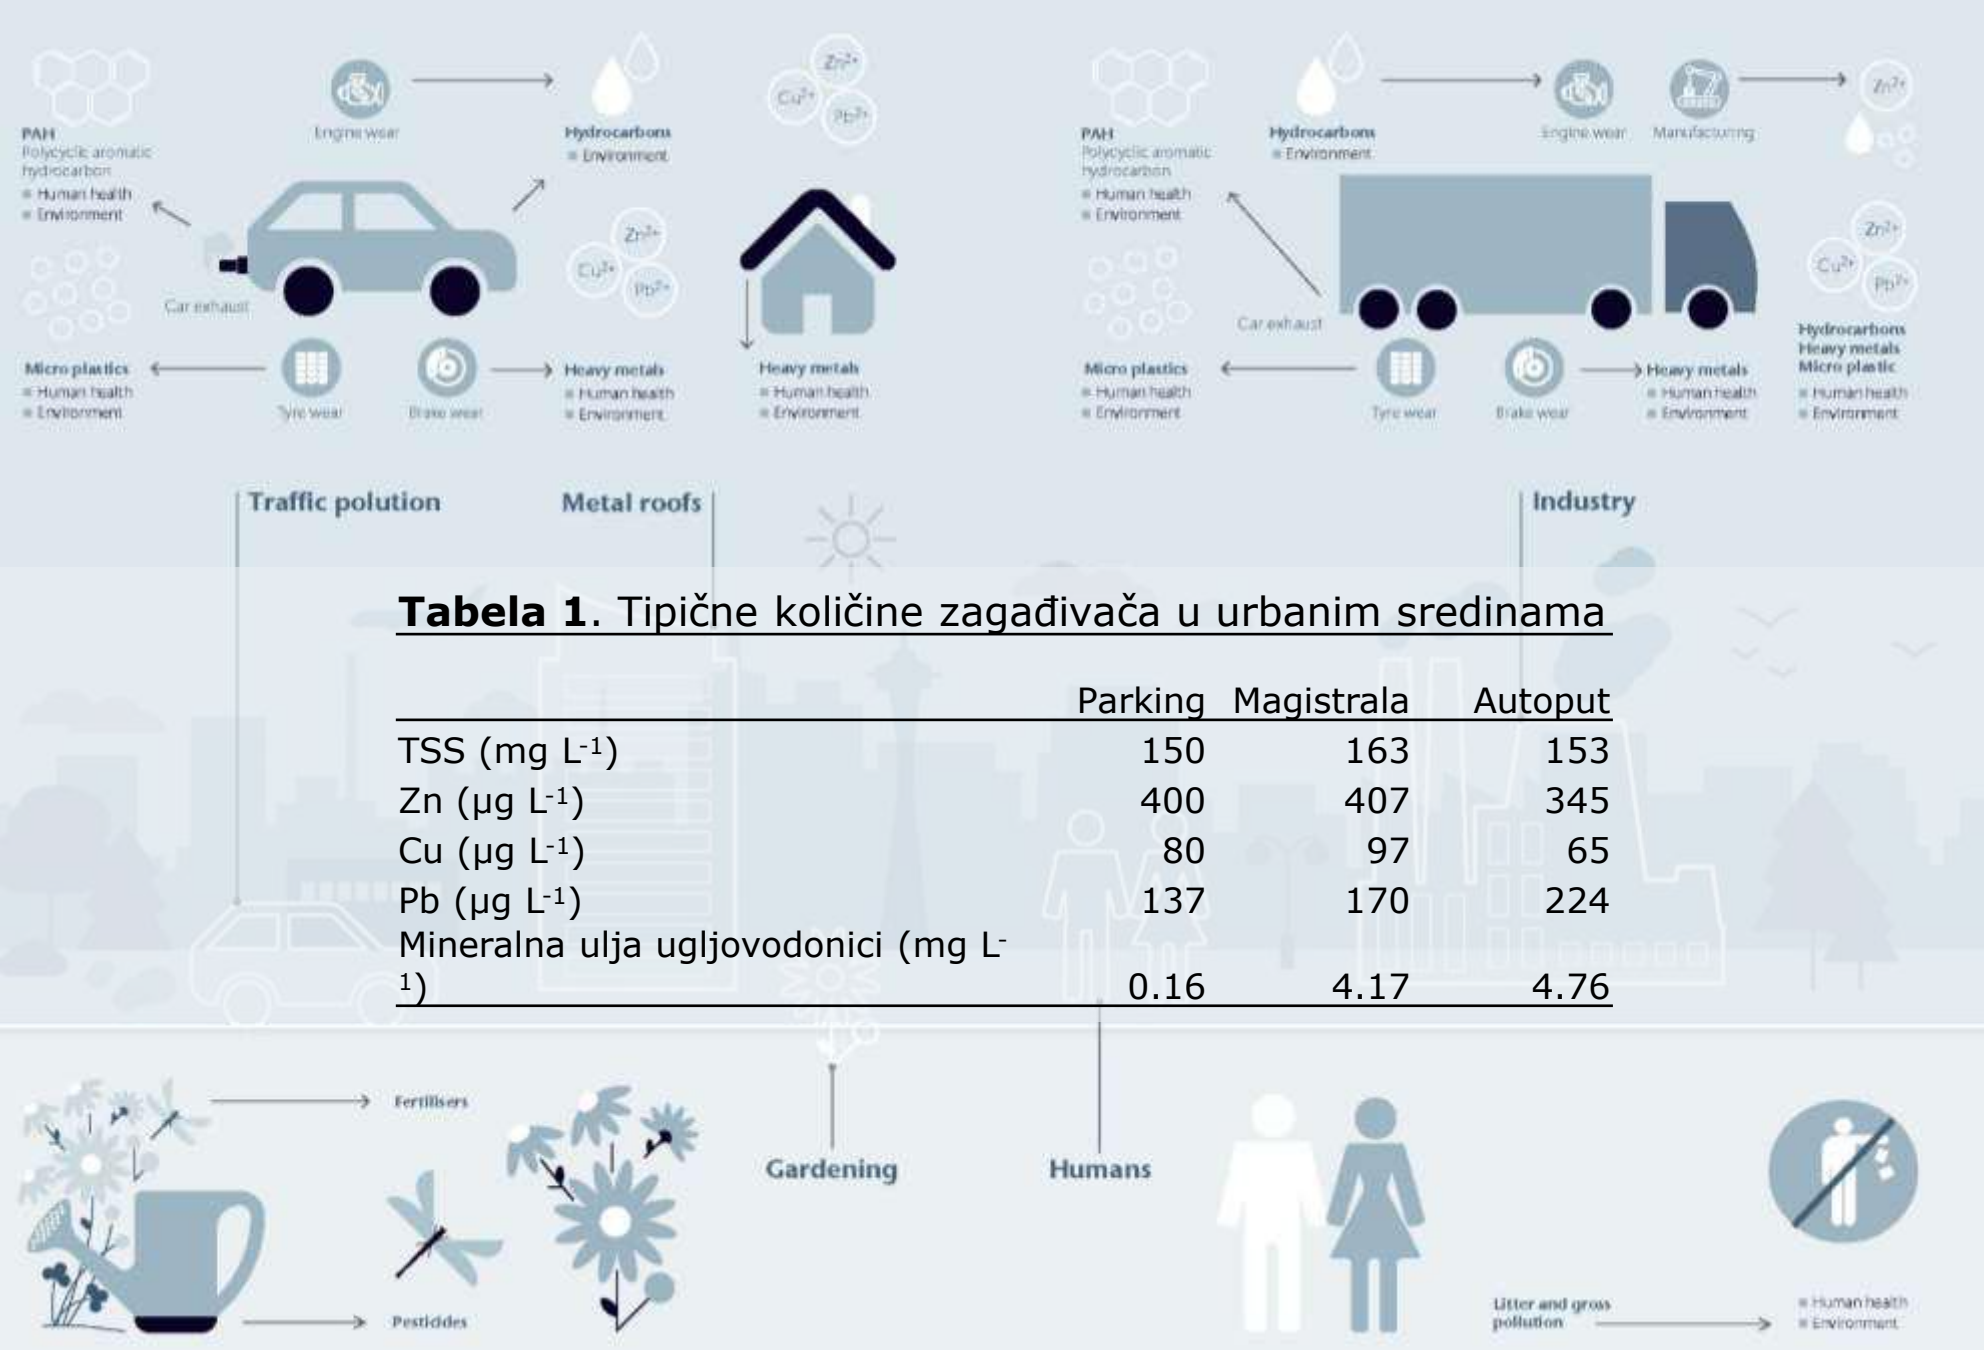 PAH
Polycyclic aromatic
hydrocarbon
Human health
Environment
Engine wear
Hydrocarbons
Environment
Zn2+
Cu2+
Pb2+
Car exhaust
Zn2+
Cu2+
Pb2+
Micro plastics
Human health
Environment
Tyre wear
Brake wear
Heavy metals
Human health
Environment
Heavy metals
Human health
Environment
PAH
Polycyclic aromatic
hydrocarbon
Human health
Environment
Hydrocarbons
Environment
Engine wear
Manufacturing
Zn2+
Car exhaust
Zn2+
Cu2+
Pb2+
Micro plastics
Human health
Environment
Tyre wear
Brake wear
Heavy metals
Human health
Environment
Hydrocarbons
Heavy metals
Micro plastic
Human health
Environment
Traffic polution
Metal roofs
Industry
Tabela 1. Tipične količine zagađivača u urbanim sredinama
Parking Magistrala Autoput
TSS (mg L-1) 150 163 153
Zn (µg L-1) 400 407 345
Cu (µg L-1) 80 97 65
Pb (µg L-1) 137 170 224
Mineralna ulja ugljovodonici (mg L-
1) 0.16 4.17 4.76
Fertilisers
Gardening
Humans
Pesticides
Litter and gross
pollution
Human health
Environment